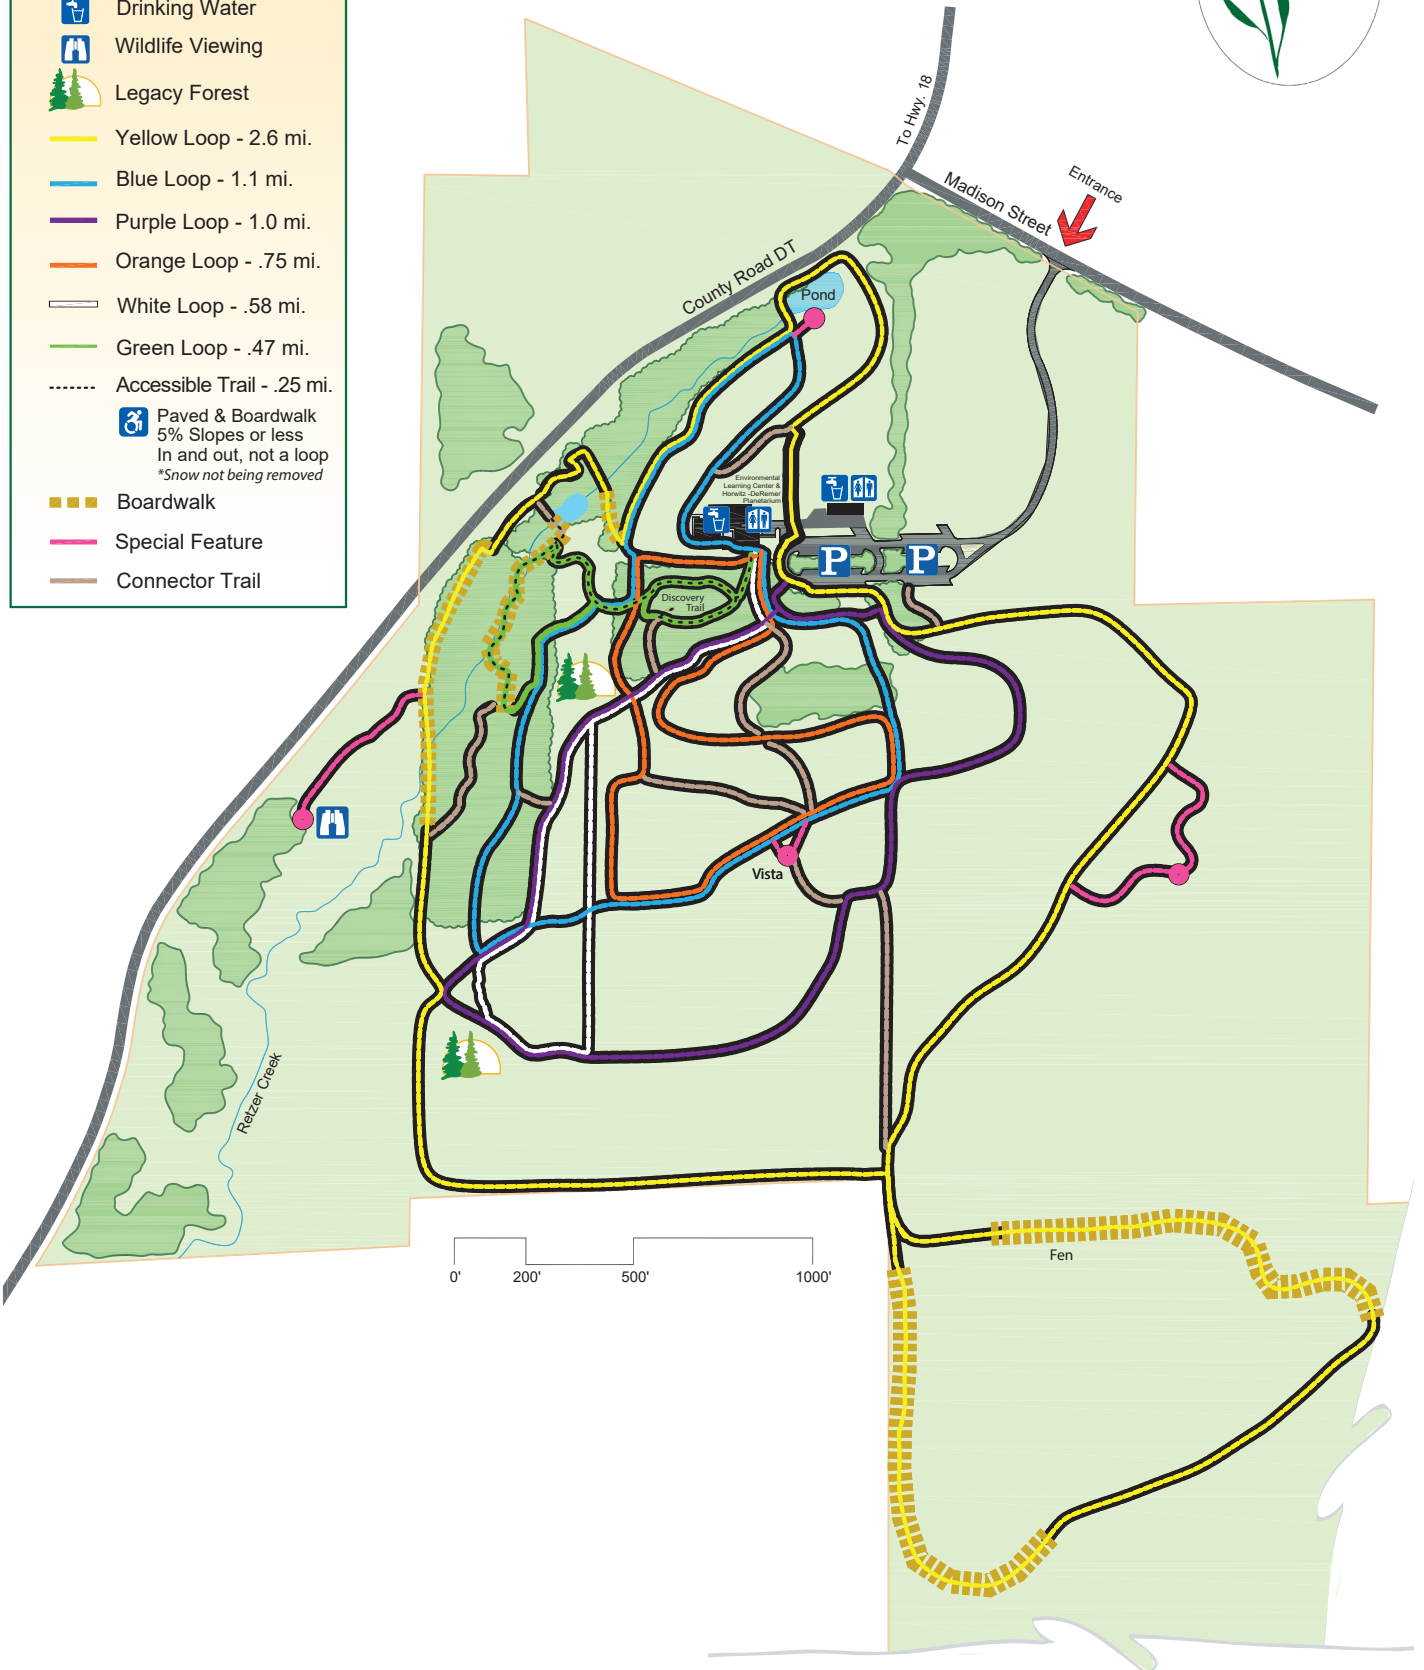 Drinking Water
Wildlife Viewing
Legacy Forest
Yellow Loop - 2.6 mi.
Blue Loop - 1.1 mi.
Purple Loop - 1.0 mi.
Orange Loop - .75 mi.
White Loop - .58 mi.
Green Loop - .47 mi.
Accessible Trail - .25 mi.
Paved & Boardwalk
5% Slopes or less
In and out, not a loop
*Snow not being removed
Boardwalk
Special Feature
Connector Trail
To Hwy. 18
Madison Street
Entrance
County Road DT
Pond
Environmental
Learning Center &
Horwitz -DeRemer
Planetarium
P
P
Discovery
Trail
Vista
Retzer Creek
Fen
0'
200'
500'
1000'